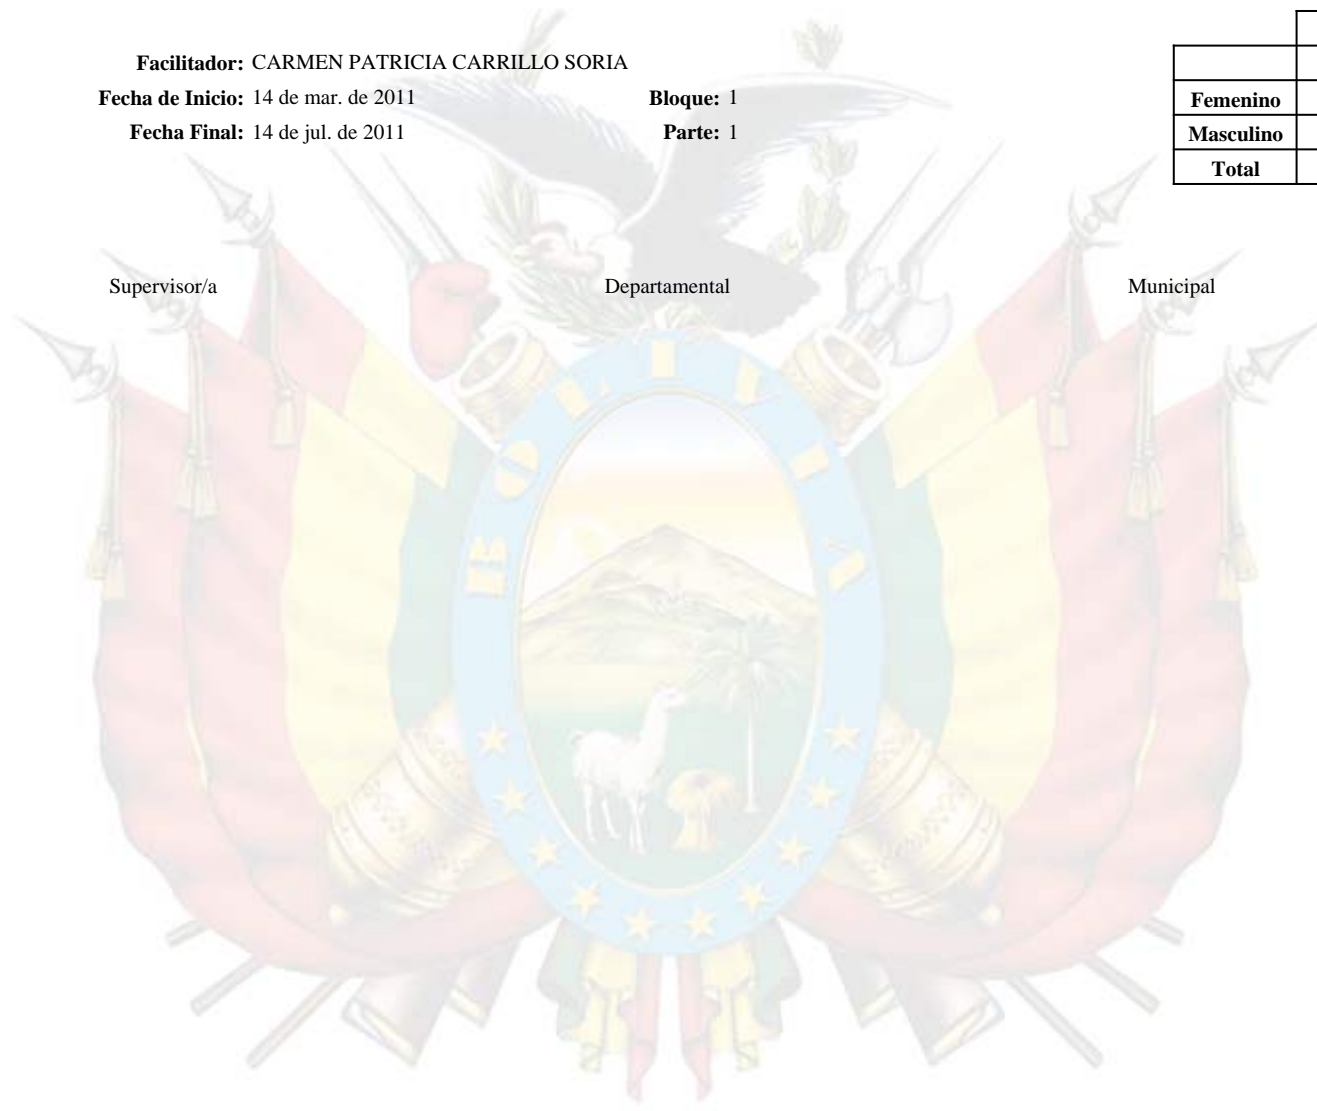 Facilitador: CARMEN PATRICIA CARRILLO SORIA
Fecha de Inicio: 14 de mar. de 2011 Bloque: 1
Fecha Final: 14 de jul. de 2011 Parte: 1
Femenino
Masculino
Total
Supervisor/a Departamental Municipal
BOLIVIA